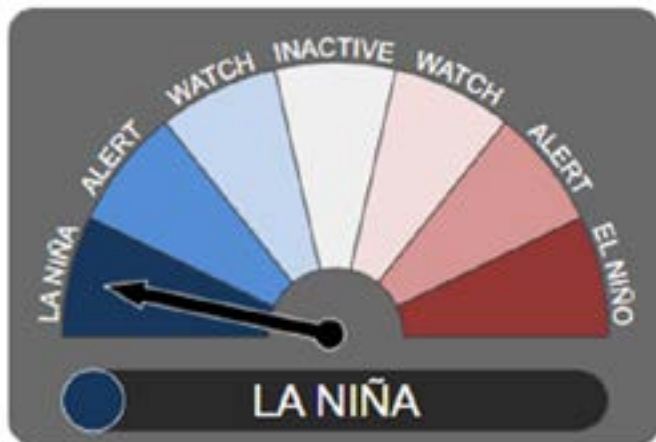 LA NIÑA
ALERT
WATCH
INACTIVE
WATCH
ALERT
EL NIÑO
LA NIÑA